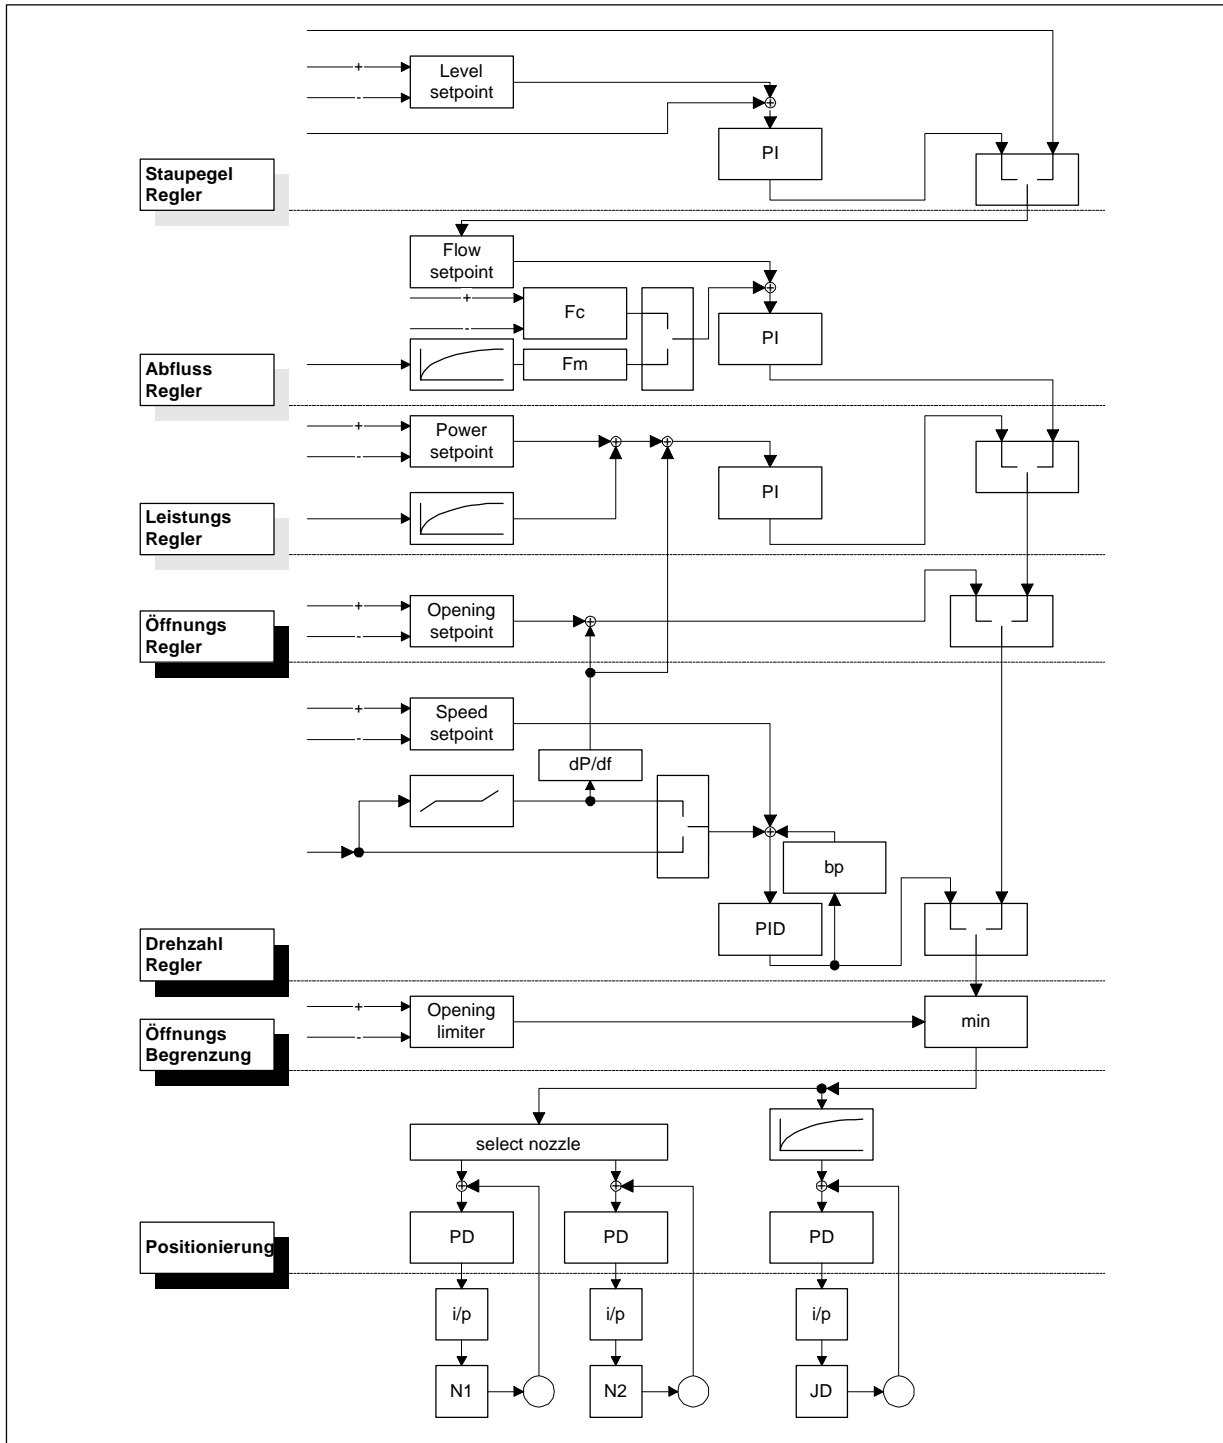 +
Level
setpoint
-
PI
Staupegel
Regler
Flow
setpoint
+
Fc
-
PI
Fm
Abfluss
Regler
+
Power
setpoint
-
PI
Leistungs
Regler
+
Opening
setpoint
-
Öffnungs
Regler
+
Speed
setpoint
-
dP/df
bp
PID
Drehzahl
Regler
+
Opening
limiter
-
min
Öffnungs
Begrenzung
select nozzle
PD
PD
PD
Positionierung
i/p
i/p
i/p
N1
N2
JD